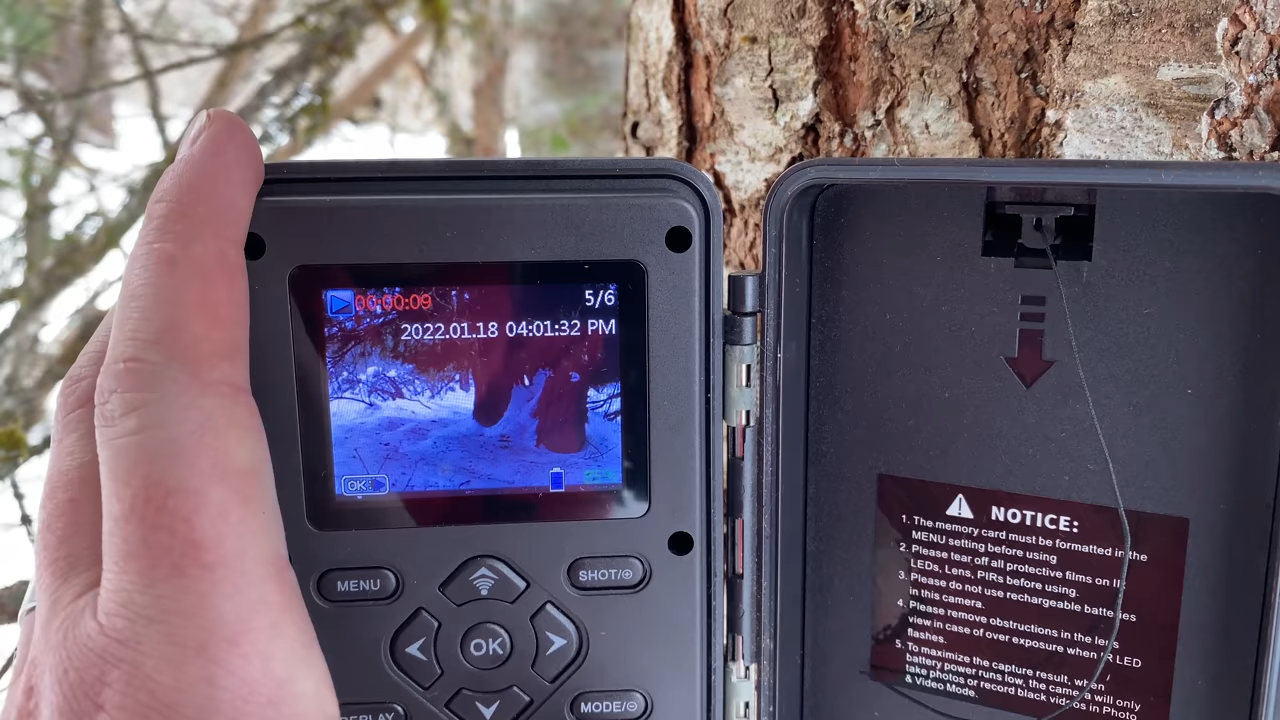 00:00:09
5/6
2022.01.18 04:01:32 PM
OK
MENU
SHOT/⊕
OK
MODE/⊖
NOTICE:
1. The memory card must be formatted in the
MENU setting before using
2. Please tear off all protective films on
LEDs, Lens, PIRs before using.
3. Please do not use rechargeable batteries
in this camera.
4. Please remove obstructions in the lens
view in case of over exposure when IR LED
flashes.
5. To maximize the capture result, when
battery power runs low, the camera will only
take photos or record black videos in Photo
& Video Mode.